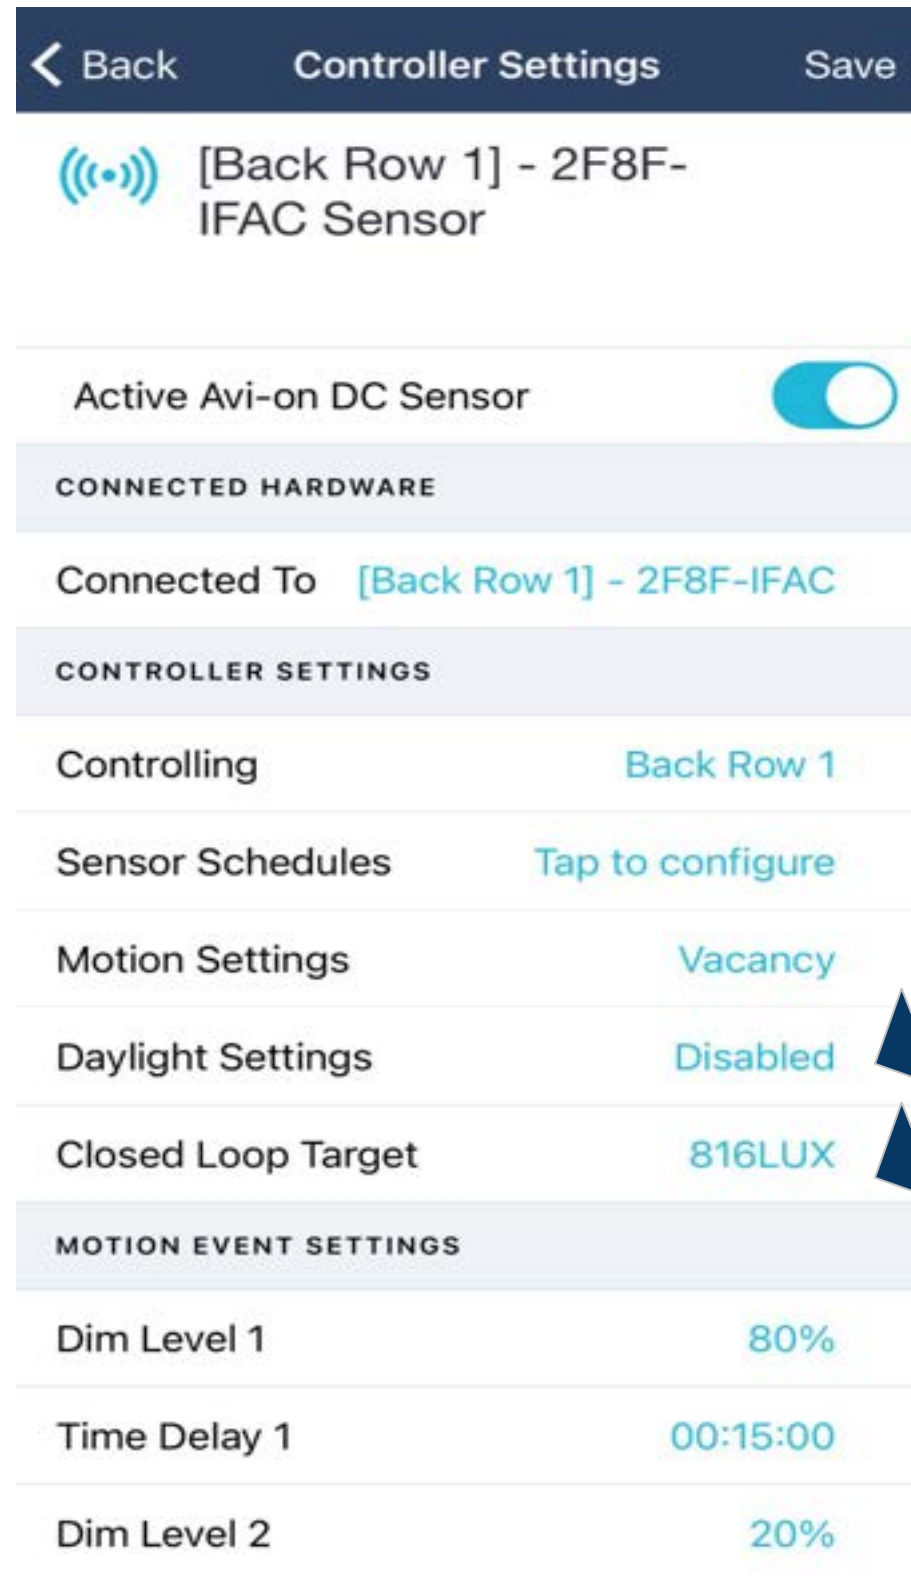 Back Controller Settings Save
[Back Row 1] - 2F8F-
IFAC Sensor
Active Avi-on DC Sensor
CONNECTED HARDWARE
Connected To [Back Row 1] - 2F8F-IFAC
CONTROLLER SETTINGS
Controlling Back Row 1
Sensor Schedules Tap to configure
Motion Settings Vacancy
Daylight Settings Disabled
Closed Loop Target 816LUX
MOTION EVENT SETTINGS
Dim Level 1 80%
Time Delay 1 00:15:00
Dim Level 2 20%